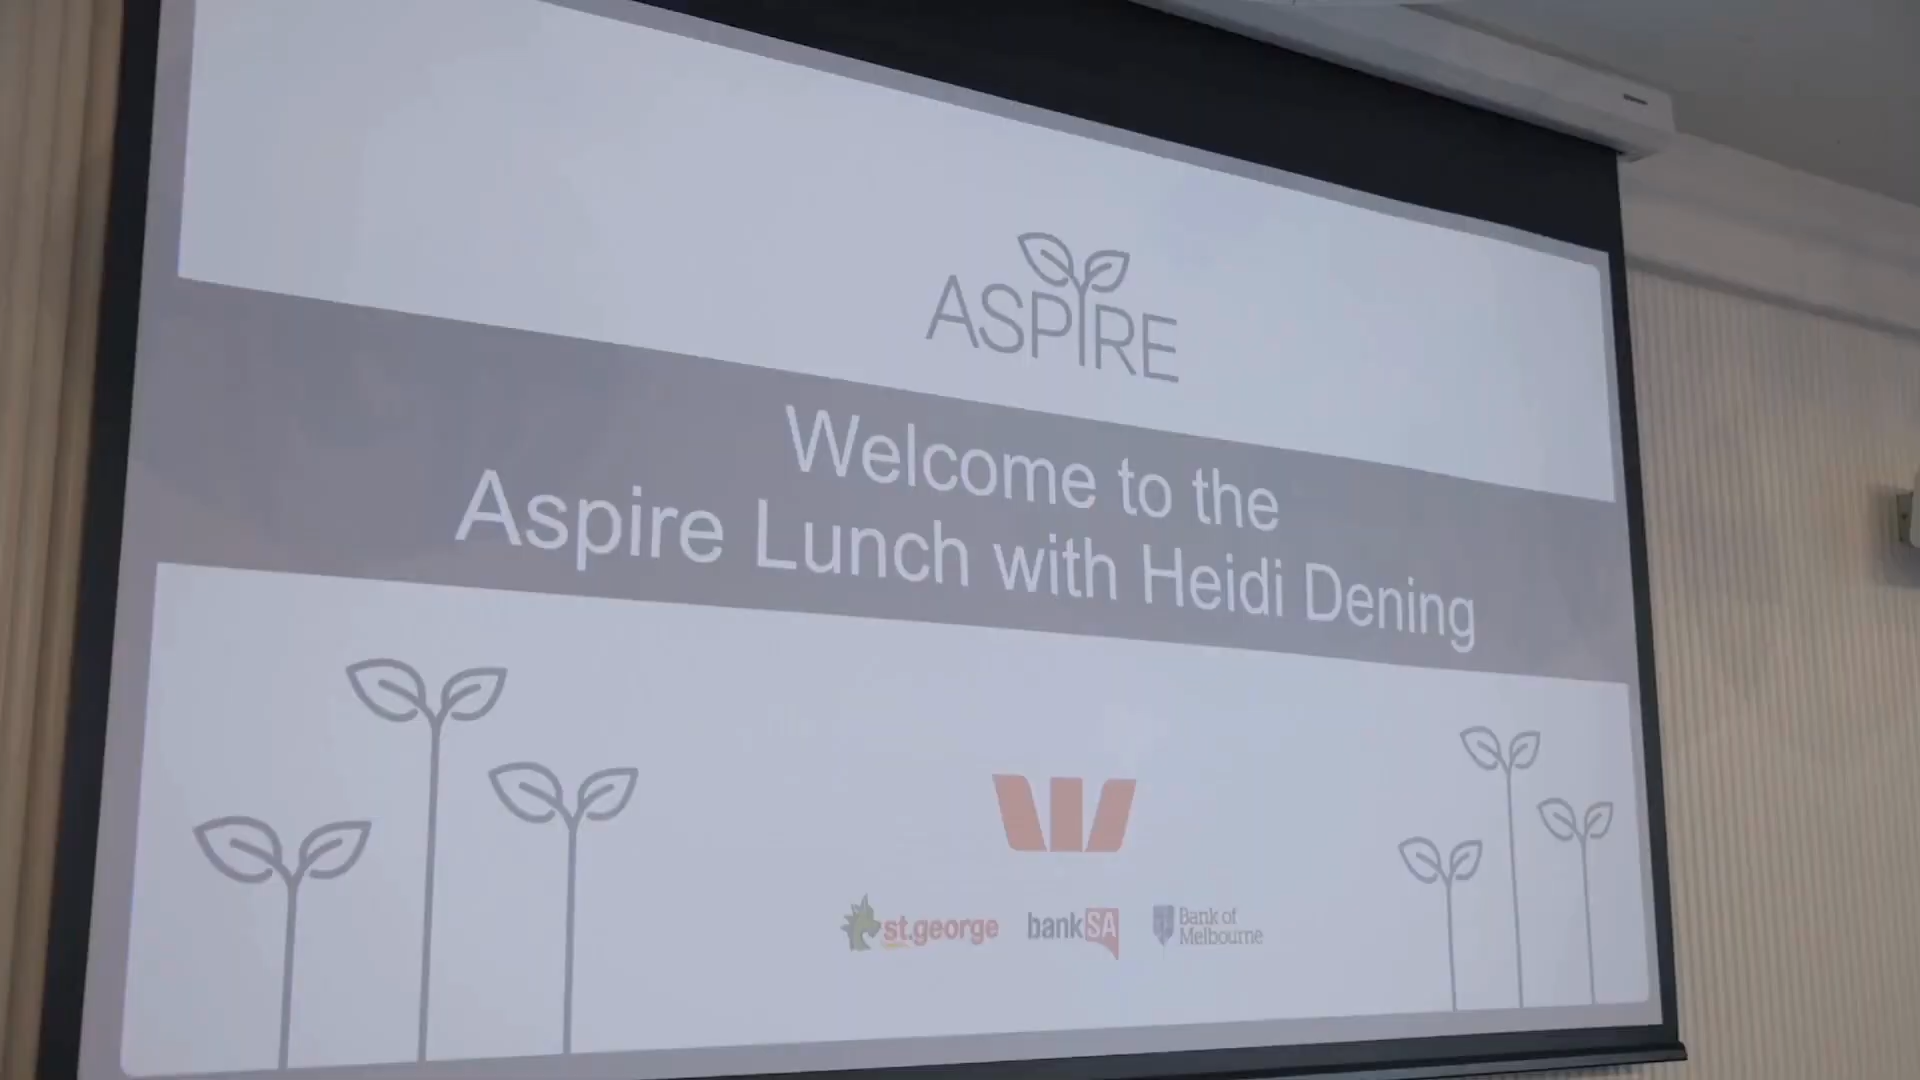 ASPIRE
Welcome to the
Aspire Lunch with Heidi Dening
st.george
bankSA
Bank of
Melbourne